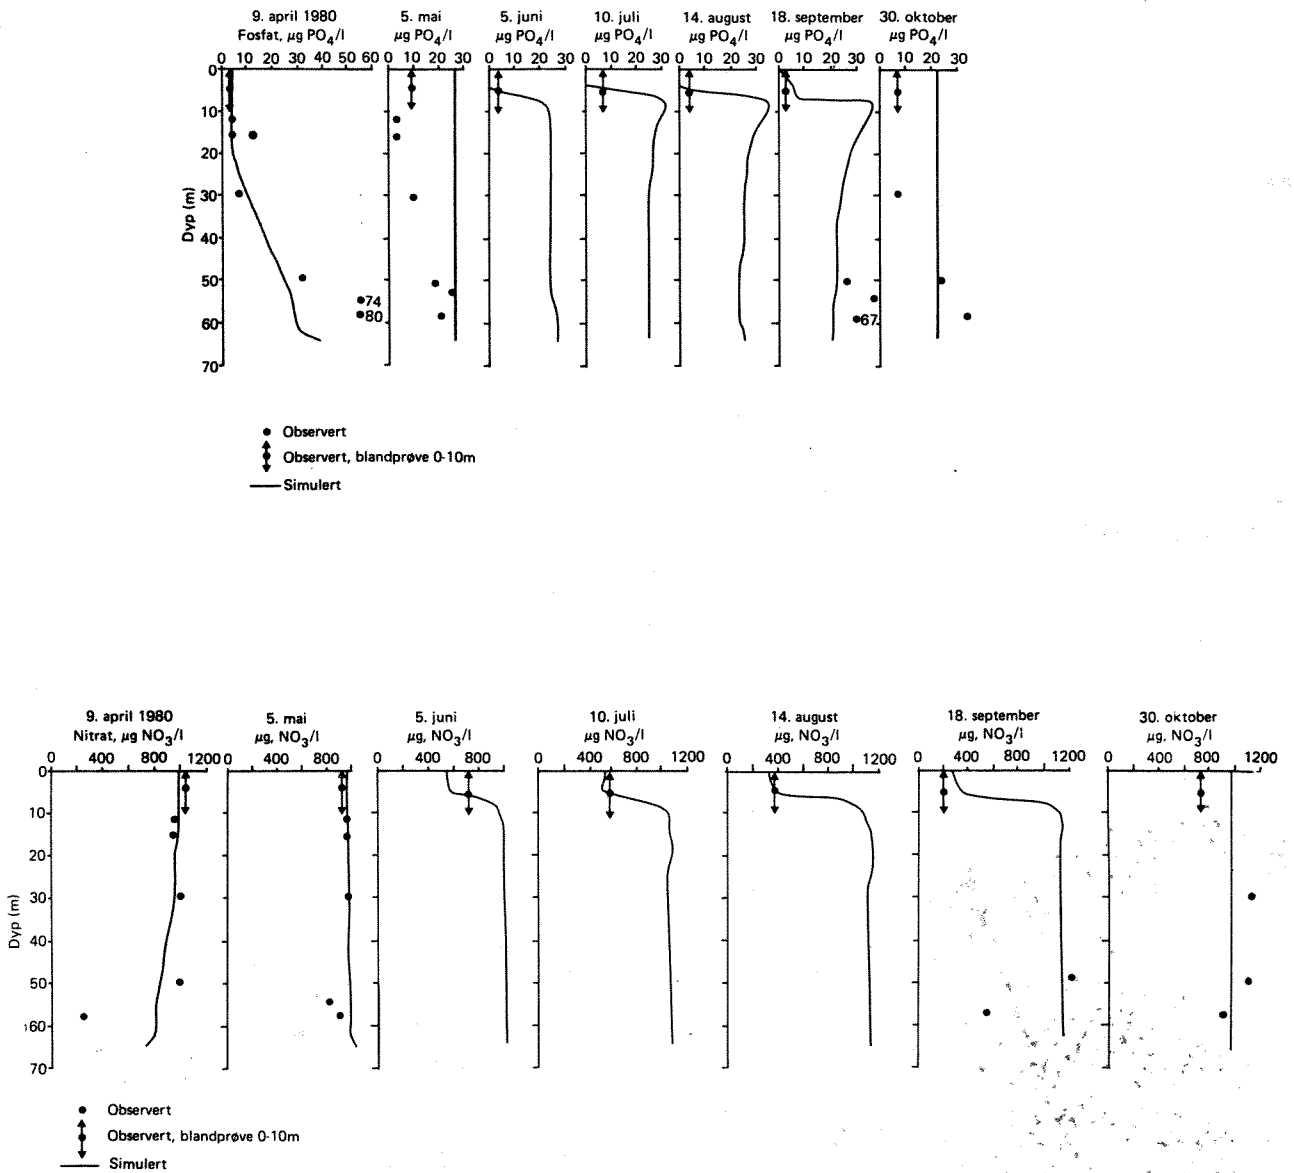 9. april 1980 5. mai 5. juni 10. juli 14. august 18. september 30. oktober
Fosfat, µg PO4/l µg PO4/l µg PO4/l µg PO4/l µg PO4/l µg PO4/l µg PO4/l
0 10 20 30 40 50 60 0 10 20 30 0 10 20 30 0 10 20 30 0 10 20 30 0 10 20 30 0 10 20 30
0
10
20
30
40
50
60
70
Dyp (m)
74
80
67
Observert
Observert, blandprøve 0-10m
Simulert
9. april 1980 5. mai 5. juni 10. juli 14. august 18. september 30. oktober
Nitrat, µg NO3/l µg, NO3/l µg, NO3/l µg NO3/l µg, NO3/l µg, NO3/l µg, NO3/l
0 400 800 1200 0 400 800 0 400 800 0 400 800 1200 0 400 800 1200 0 400 800 1200 0 400 800 1200
0
10
20
30
40
50
60
70
Dyp (m)
Observert
Observert, blandprøve 0-10m
Simulert